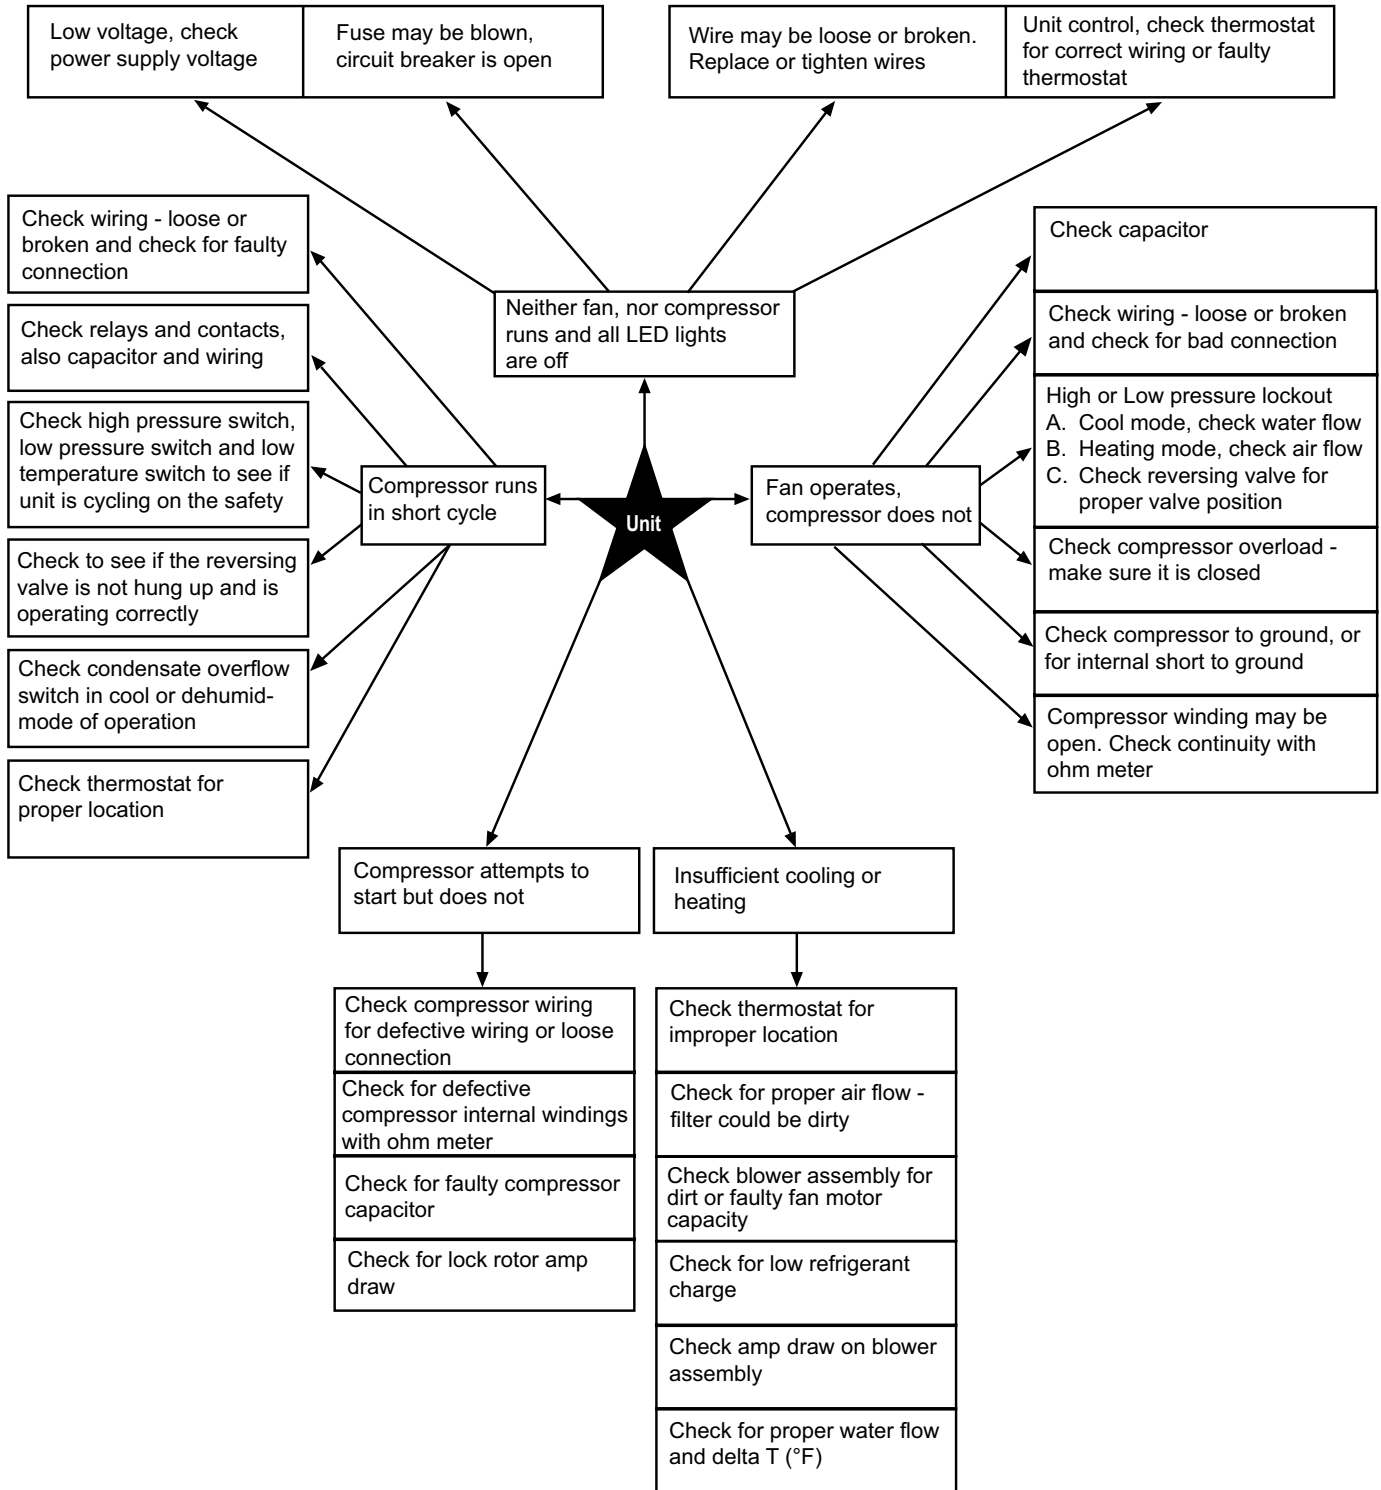 Low voltage, check
power supply voltage
Fuse may be blown,
circuit breaker is open
Wire may be loose or broken.
Replace or tighten wires
Unit control, check thermostat
for correct wiring or faulty
thermostat
Check wiring - loose or
broken and check for faulty
connection
Check relays and contacts,
also capacitor and wiring
Check high pressure switch,
low pressure switch and low
temperature switch to see if
unit is cycling on the safety
Check to see if the reversing
valve is not hung up and is
operating correctly
Check condensate overflow
switch in cool or dehumid-
mode of operation
Check thermostat for
proper location
Neither fan, nor compressor
runs and all LED lights
are off
Compressor runs
in short cycle
Unit
Fan operates,
compressor does not
Check capacitor
Check wiring - loose or broken
and check for bad connection
High or Low pressure lockout
A. Cool mode, check water flow
B. Heating mode, check air flow
C. Check reversing valve for
proper valve position
Check compressor overload -
make sure it is closed
Check compressor to ground, or
for internal short to ground
Compressor winding may be
open. Check continuity with
ohm meter
Compressor attempts to
start but does not
Check compressor wiring
for defective wiring or loose
connection
Check for defective
compressor internal windings
with ohm meter
Check for faulty compressor
capacitor
Check for lock rotor amp
draw
Insufficient cooling or
heating
Check thermostat for
improper location
Check for proper air flow -
filter could be dirty
Check blower assembly for
dirt or faulty fan motor
capacity
Check for low refrigerant
charge
Check amp draw on blower
assembly
Check for proper water flow
and delta T (°F)